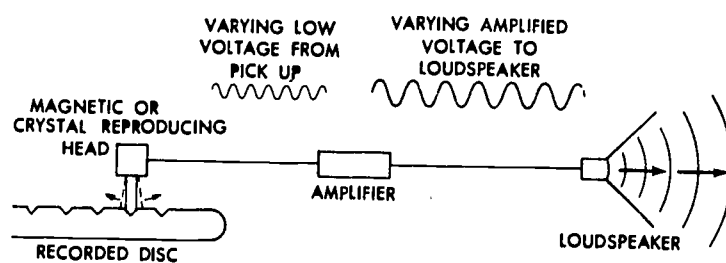 VARYING LOW
VOLTAGE FROM
PICK UP
VARYING AMPLIFIED
VOLTAGE TO
LOUDSPEAKER
MAGNETIC OR
CRYSTAL REPRODUCING
HEAD
AMPLIFIER
LOUDSPEAKER
RECORDED DISC